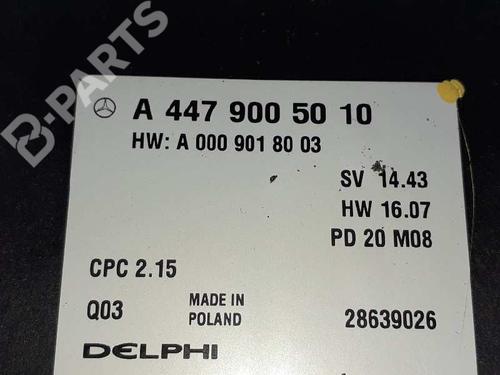 B-PARTS
A 447 900 50 10
HW: A 000 901 80 03
SV 14.43
HW 16.07
PD 20 M08
CPC 2.15
Q03 MADE IN POLAND 28639026
DELPHI